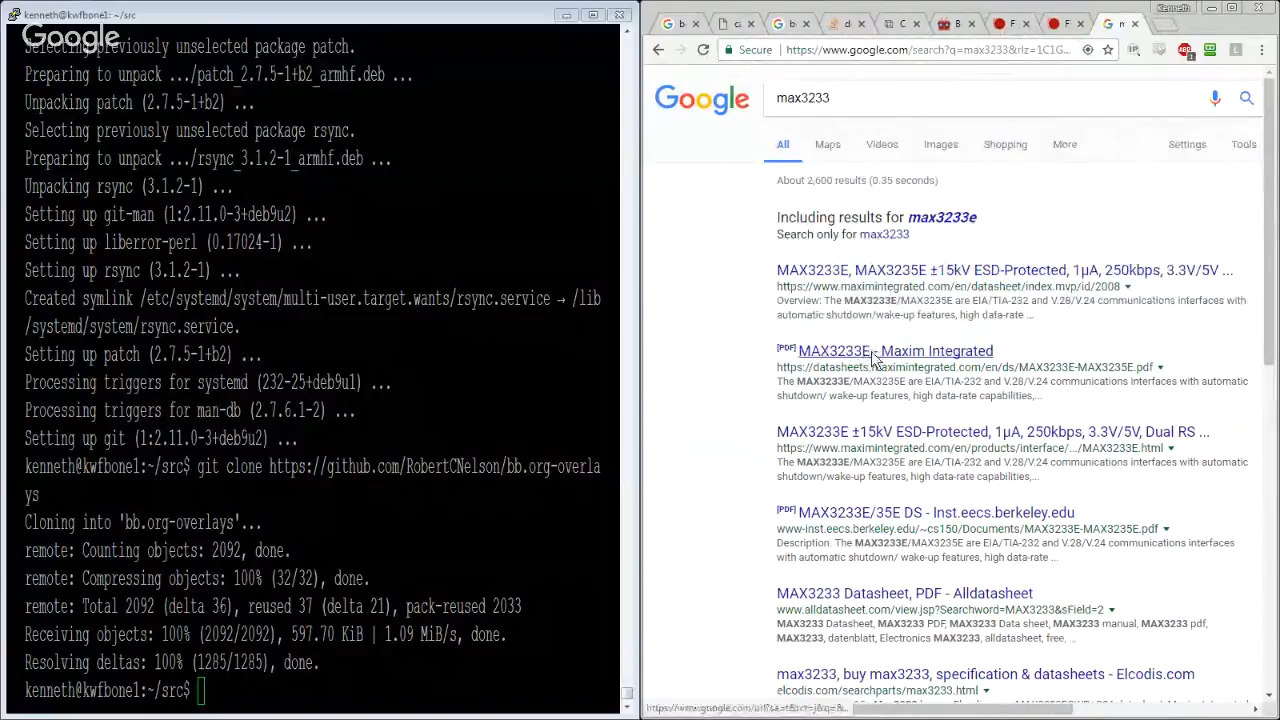 kenneth@kwfbone1: ~/src
Google
Selecting previously unselected package patch.
Preparing to unpack .../patch_2.7.5-1+b2_armhf.deb ...
Unpacking patch (2.7.5-1+b2) ...
Selecting previously unselected package rsync.
Preparing to unpack .../rsync_3.1.2-1_armhf.deb ...
Unpacking rsync (3.1.2-1) ...
Setting up git-man (1:2.11.0-3+deb9u2) ...
Setting up liberror-perl (0.17024-1) ...
Setting up rsync (3.1.2-1) ...
Created symlink /etc/systemd/system/multi-user.target.wants/rsync.service → /lib
/systemd/system/rsync.service.
Setting up patch (2.7.5-1+b2) ...
Processing triggers for systemd (232-25+deb9u1) ...
Processing triggers for man-db (2.7.6.1-2) ...
Setting up git (1:2.11.0-3+deb9u2) ...
kenneth@kwfbone1:~/src$ git clone https://github.com/RobertCNelson/bb.org-overla
ys
Cloning into 'bb.org-overlays'...
remote: Counting objects: 2092, done.
remote: Compressing objects: 100% (32/32), done.
remote: Total 2092 (delta 36), reused 37 (delta 21), pack-reused 2033
Receiving objects: 100% (2092/2092), 597.70 KiB | 1.09 MiB/s, done.
Resolving deltas: 100% (1285/1285), done.
kenneth@kwfbone1:~/src$
Kenneth
Secure https://www.google.com/search?q=max3233&rlz=1C1G...
Google max3233
All Maps Videos Images Shopping More Settings Tools
About 2,600 results (0.35 seconds)
Including results for max3233e
Search only for max3233
MAX3233E, MAX3235E ±15kV ESD-Protected, 1µA, 250kbps, 3.3V/5V ...
https://www.maximintegrated.com/en/datasheet/index.mvp/id/2008
Overview: The MAX3233E/MAX3235E are EIA/TIA-232 and V.28/V.24 communications interfaces with
automatic shutdown/wake-up features, high data-rate ...
[PDF] MAX3233E - Maxim Integrated
https://datasheets.maximintegrated.com/en/ds/MAX3233E-MAX3235E.pdf
The MAX3233E/MAX3235E are EIA/TIA-232 and V.28/V.24 communications interfaces with automatic
shutdown/ wake-up features, high data-rate capabilities,...
MAX3233E ±15kV ESD-Protected, 1µA, 250kbps, 3.3V/5V, Dual RS ...
https://www.maximintegrated.com/en/products/interface/.../MAX3233E.html
The MAX3233E/MAX3235E are EIA/TIA-232 and V.28/V.24 communications interfaces with automatic
shutdown/ wake-up features, high data-rate capabilities,...
[PDF] MAX3233E/35E DS - Inst.eecs.berkeley.edu
www-inst.eecs.berkeley.edu/~cs150/Documents/MAX3233E-MAX3235E.pdf
Description. The MAX3233E/MAX3235E are EIA/TIA-232 and V.28/V.24 communications interfaces
with automatic shutdown/ wake-up features, high data-rate ...
MAX3233 Datasheet, PDF - Alldatasheet
www.alldatasheet.com/view.jsp?Searchword=MAX3233&sField=2
MAX3233 Datasheet, MAX3233 PDF, MAX3233 Data sheet, MAX3233 manual, MAX3233 pdf,
MAX3233, datenblatt, Electronics MAX3233, alldatasheet, free, ...
max3233, buy max3233, specification & datasheets - Elcodis.com
elcodis.com/searchparts/max3233.html